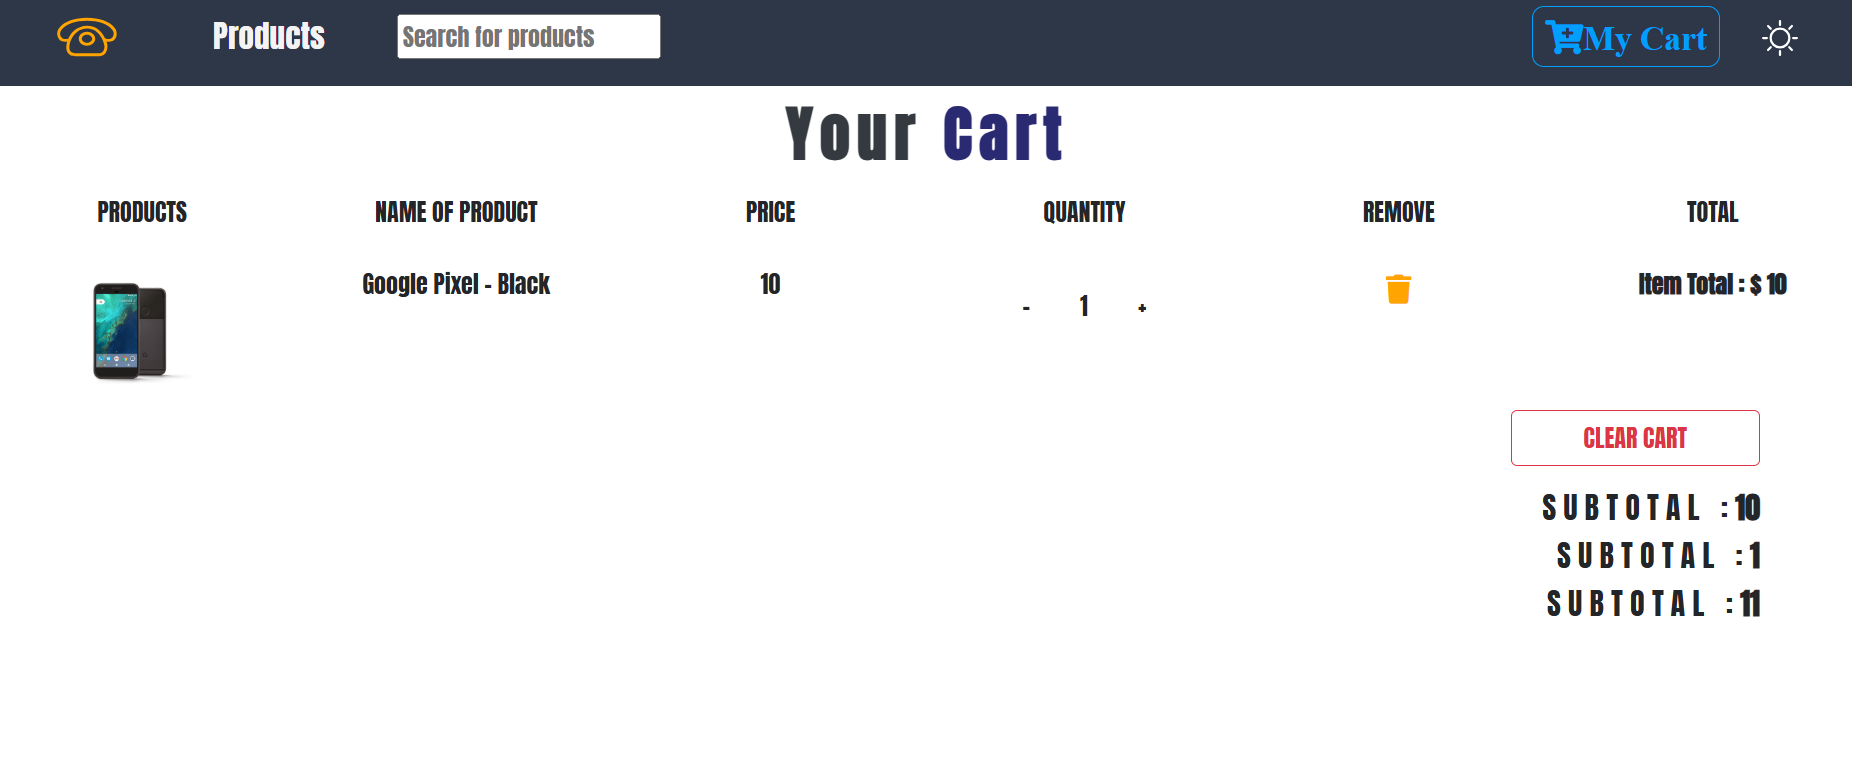 Products Search for products My Cart
Your Cart
PRODUCTS NAME OF PRODUCT PRICE QUANTITY REMOVE TOTAL
Google Pixel - Black 10 Item Total : $ 10
- 1 +
CLEAR CART
SUBTOTAL :10
SUBTOTAL :1
SUBTOTAL :11